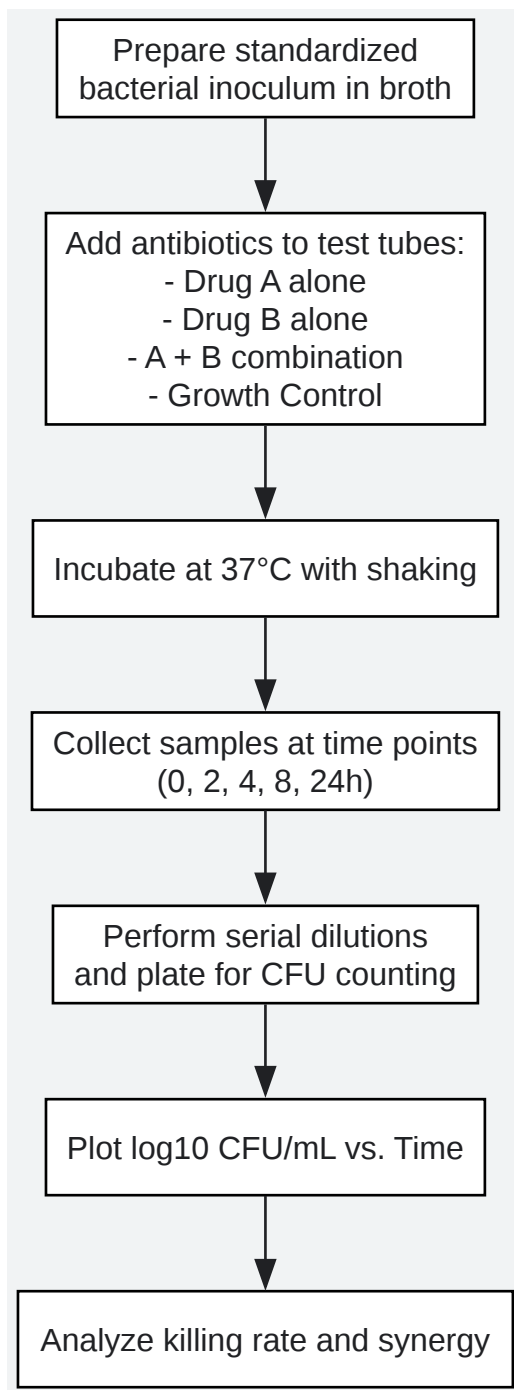 Prepare standardized
bacterial inoculum in broth
Add antibiotics to test tubes:
- Drug A alone
- Drug B alone
- A + B combination
- Growth Control
Incubate at 37°C with shaking
Collect samples at time points
(0, 2, 4, 8, 24h)
Perform serial dilutions
and plate for CFU counting
Plot log10 CFU/mL vs. Time
Analyze killing rate and synergy